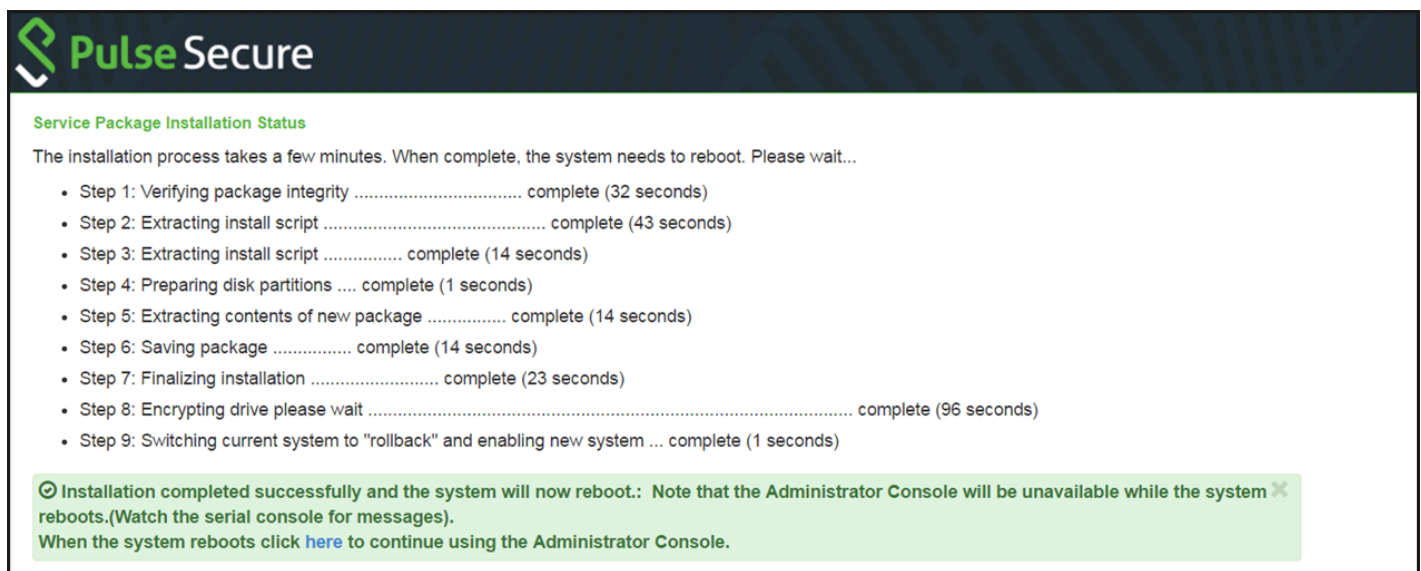 Pulse Secure
Service Package Installation Status
The installation process takes a few minutes. When complete, the system needs to reboot. Please wait...
• Step 1: Verifying package integrity ................................. complete (32 seconds)
• Step 2: Extracting install script ............................................ complete (43 seconds)
• Step 3: Extracting install script ................ complete (14 seconds)
• Step 4: Preparing disk partitions .... complete (1 seconds)
• Step 5: Extracting contents of new package ................ complete (14 seconds)
• Step 6: Saving package ................ complete (14 seconds)
• Step 7: Finalizing installation .......................... complete (23 seconds)
• Step 8: Encrypting drive please wait ................................................................................................. complete (96 seconds)
• Step 9: Switching current system to "rollback" and enabling new system ... complete (1 seconds)
Installation completed successfully and the system will now reboot.: Note that the Administrator Console will be unavailable while the system
reboots.(Watch the serial console for messages).
When the system reboots click here to continue using the Administrator Console.